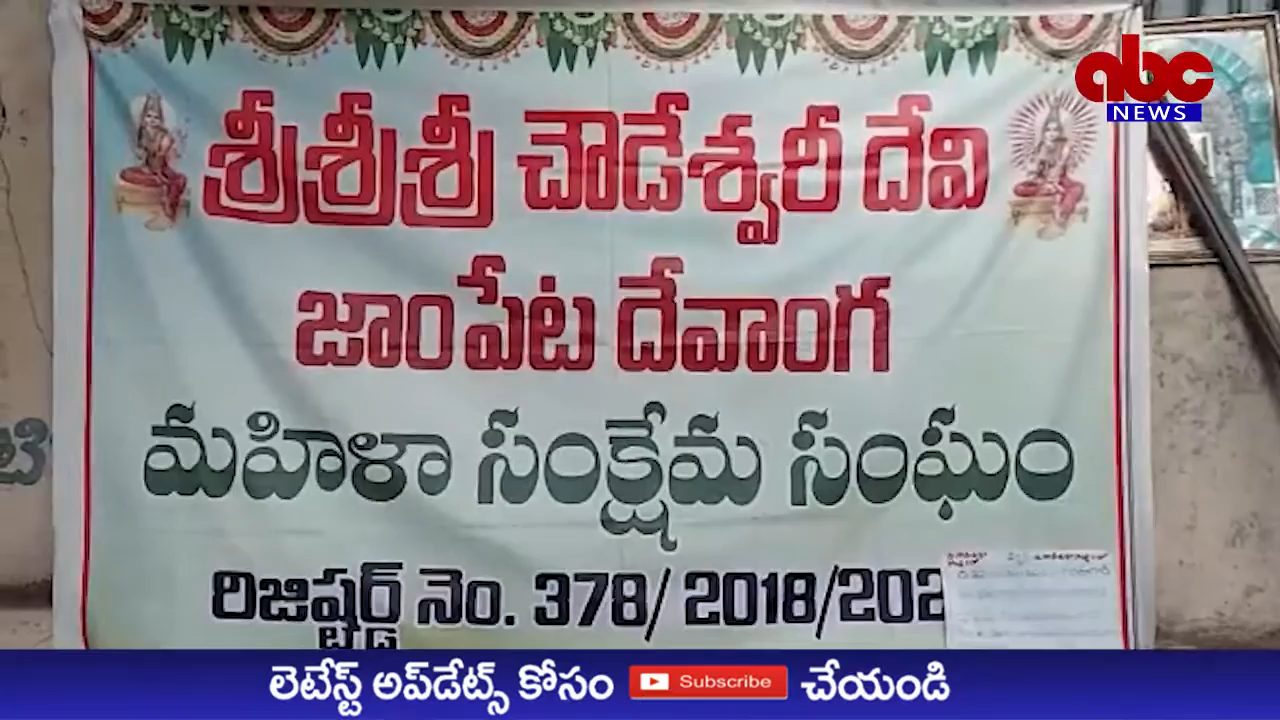 abc
NEWS
శ్రీశ్రీశ్రీ చౌడేశ్వరీ దేవి
జాంపేట దేవాంగ
మహిళా సంక్షేమ సంఘం
రిజిష్టర్డ్ నెం. 378/ 2018/202
లెటేస్ట్ అప్‌డేట్స్ కోసం Subscribe చేయండి